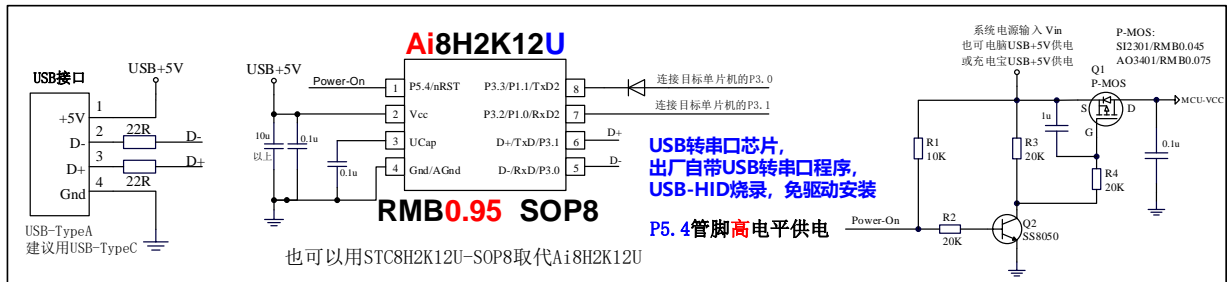 USB接口
USB+5V
1
+5V
2
D-
22R
D-
3
D+
D+
4
22R
Gnd
USB-TypeA
建议用USB-TypeC
Ai8H2K12U
USB+5V
Power-On
1
P5.4/nRST
P3.3/P1.1/TxD2
8
连接目标单片机的P3.0
2
Vcc
P3.2/P1.0/RxD2
7
连接目标单片机的P3.1
10u
以上
0.1u
3
UCap
D+/TxD/P3.1
6
D+
0.1u
4
Gnd/AGnd
D-/RxD/P3.0
5
D-
RMB0.95 SOP8
也可以用STC8H2K12U-SOP8取代Ai8H2K12U
USB转串口芯片，
出厂自带USB转串口程序，
USB-HID烧录，免驱动安装
P5.4管脚高电平供电
系统电源输入 Vin
也可电脑USB+5V供电
或充电宝USB+5V供电
P-MOS:
SI2301/RMB0.045
AO3401/RMB0.075
Q1
P-MOS
S
D
G
MCU-VCC
1u
0.1u
R1
10K
R3
20K
R4
20K
Power-On
R2
20K
Q2
SS8050